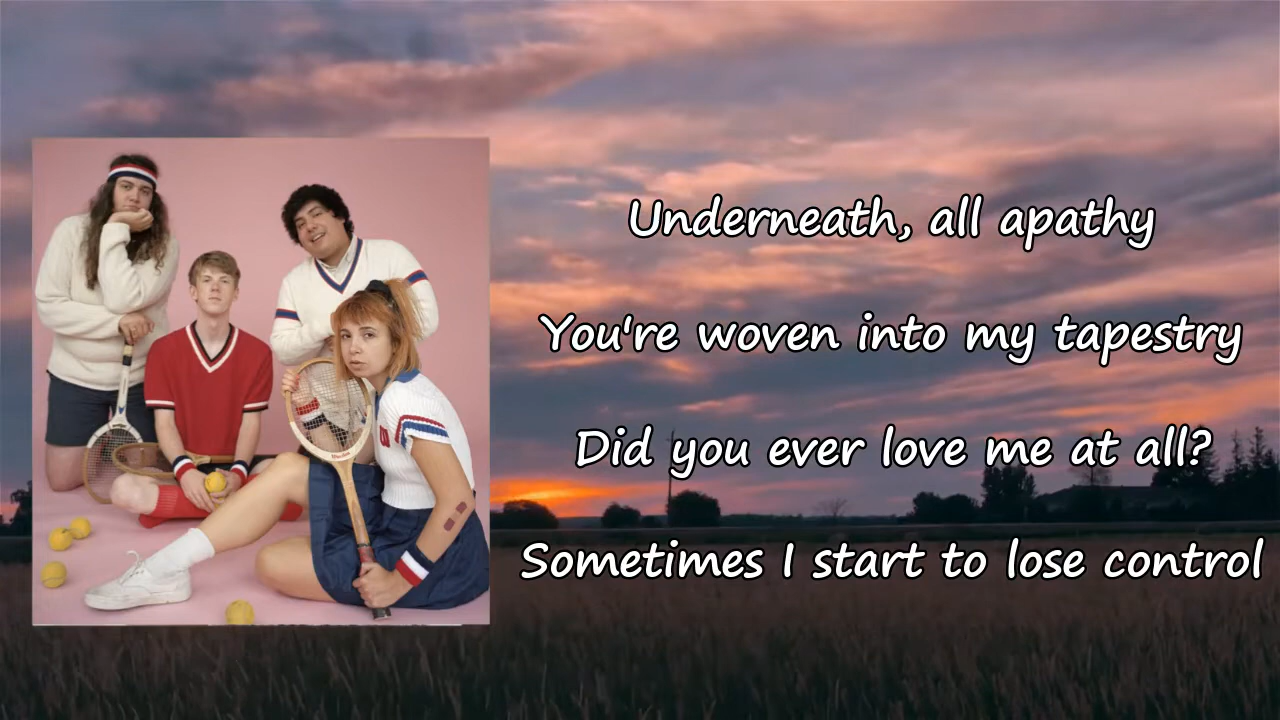 Underneath, all apathy
You're woven into my tapestry
Did you ever love me at all?
Sometimes I start to lose control